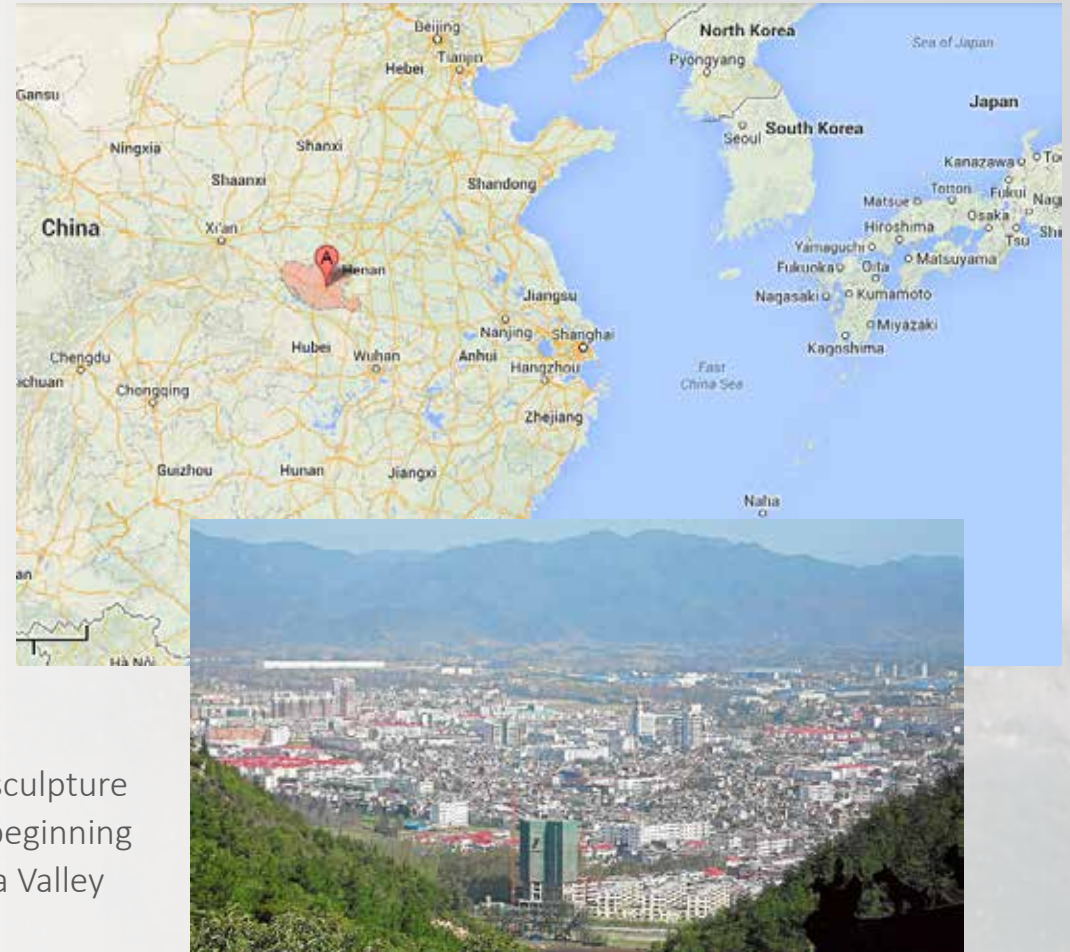 Beijing
North Korea
Sea of Japan
Tianjin
Hebei
Pyongyang
Gansu
Japan
Seoul
South Korea
Ningxia
Shanxi
Kanazawa
Shaanxi
Shandong
Tottori
Fukui
Matsue
China
Xi'an
Osaka
Hiroshima
Tsu
Yamaguchi
Matsuyama
A
Henan
Fukuoka
Oita
Jiangsu
Nagasaki
Kumamoto
Nanjing
Shanghai
Miyazaki
Hubei
Wuhan
Anhui
Kagoshima
Chengdu
Hangzhou
East
China Sea
Chongqing
Zhejiang
Guizhou
Hunan
Jiangxi
Naha
Hà Nội
sculpture
beginning
Valley